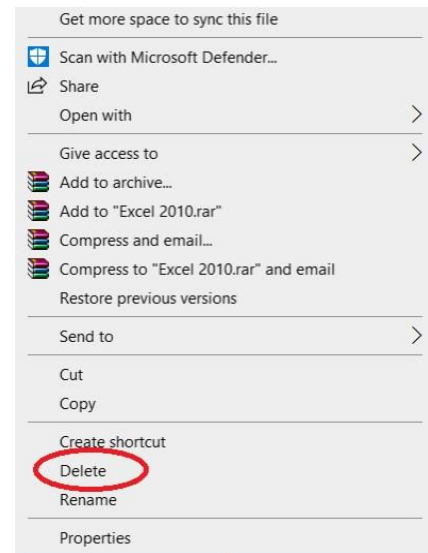 Get more space to sync this file
Scan with Microsoft Defender...
Share
Open with
Give access to
Add to archive...
Add to "Excel 2010.rar"
Compress and email...
Compress to "Excel 2010.rar" and email
Restore previous versions
Send to
Cut
Copy
Create shortcut
Delete
Rename
Properties